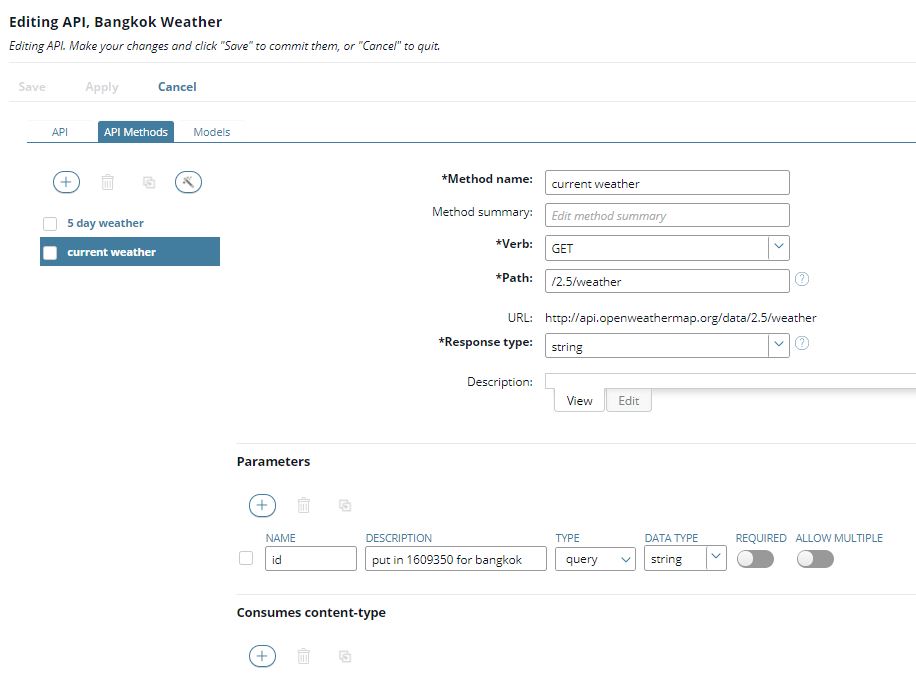 Editing API, Bangkok Weather
Editing API. Make your changes and click "Save" to commit them, or "Cancel" to quit.
Save Apply Cancel
API API Methods Models
5 day weather
current weather
*Method name: current weather
Method summary: Edit method summary
*Verb: GET
*Path: /2.5/weather ?
URL: http://api.openweathermap.org/data/2.5/weather
*Response type: string ?
Description:
View Edit
Parameters
NAME DESCRIPTION TYPE DATA TYPE REQUIRED ALLOW MULTIPLE
id put in 1609350 for bangkok query string
Consumes content-type